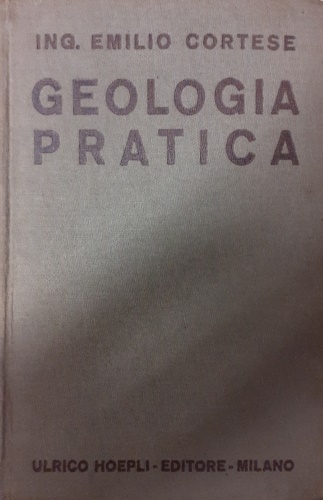 ING. EMILIO CORTESE
GEOLOGIA
PRATICA
ULRICO HOEPLI-EDITORE-MILANO